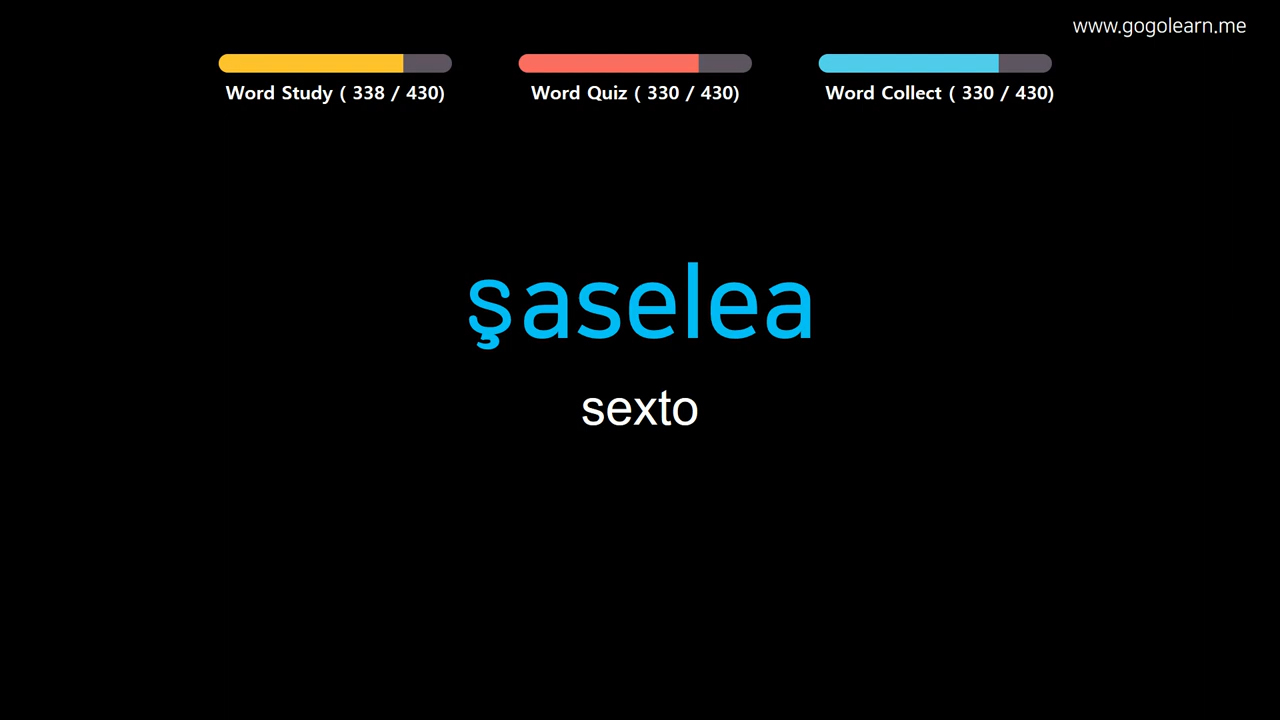 www.gogolearn.me
Word Study ( 338 / 430)
Word Quiz ( 330 / 430)
Word Collect ( 330 / 430)
şaselea
sexto